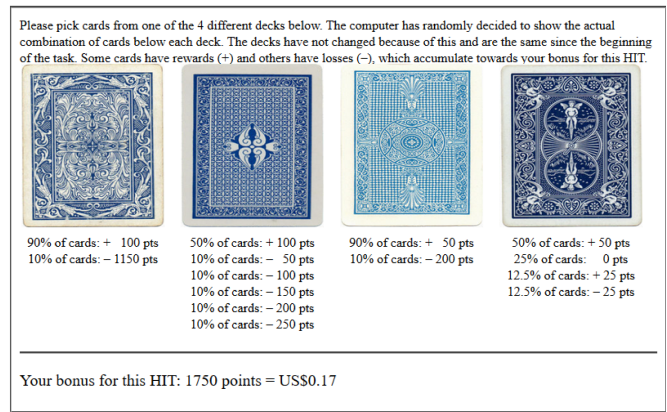 Please pick cards from one of the 4 different decks below. The computer has randomly decided to show the actual
combination of cards below each deck. The decks have not changed because of this and are the same since the beginning
of the task. Some cards have rewards (+) and others have losses (–), which accumulate towards your bonus for this HIT.
90% of cards: + 100 pts
10% of cards: – 1150 pts
50% of cards: + 100 pts
10% of cards: – 50 pts
10% of cards: – 100 pts
10% of cards: – 150 pts
10% of cards: – 200 pts
10% of cards: – 250 pts
90% of cards: + 50 pts
10% of cards: – 200 pts
50% of cards: + 50 pts
25% of cards: 0 pts
12.5% of cards: + 25 pts
12.5% of cards: – 25 pts
Your bonus for this HIT: 1750 points = US$0.17